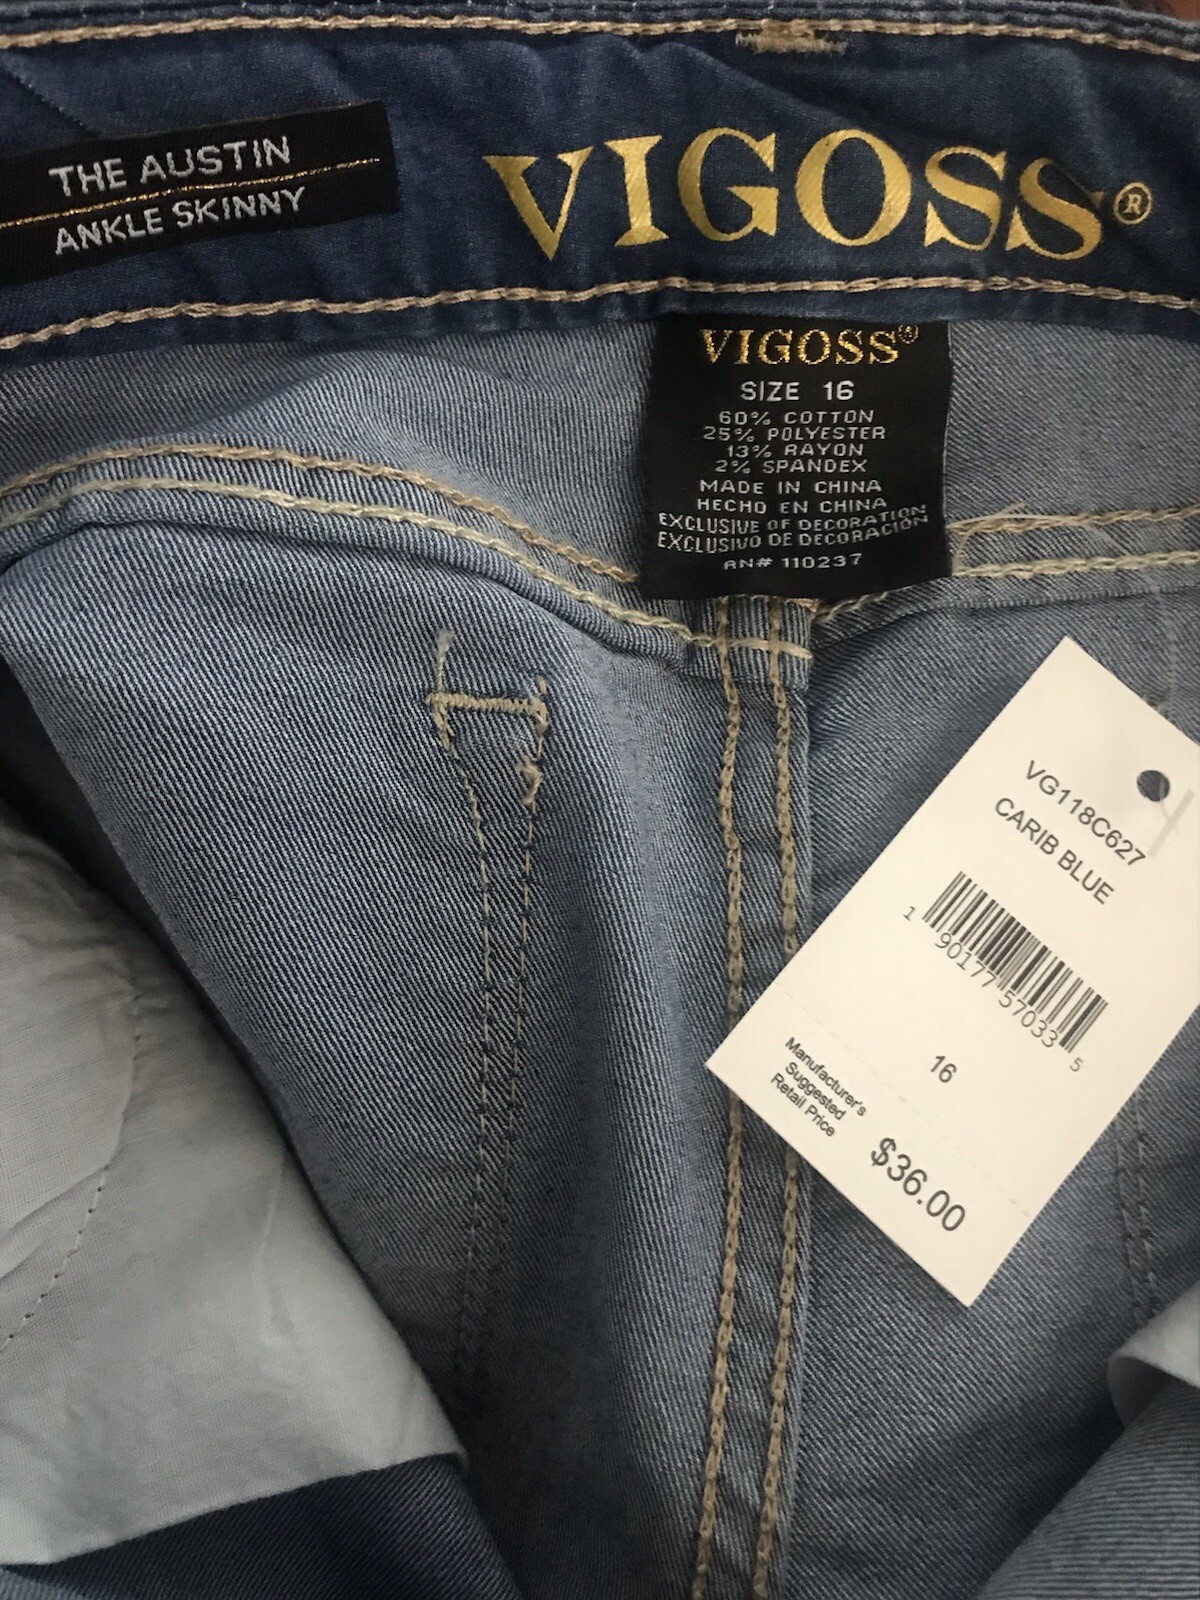 THE AUSTIN
ANKLE SKINNY
VIGOSS®
VIGOSS®
SIZE 16
60% COTTON
25% POLYESTER
13% RAYON
2% SPANDEX
MADE IN CHINA
HECHO EN CHINA
EXCLUSIVE OF DECORATION
EXCLUSIVO DE DECORACIÓN
RN# 110237
VG118C627
CARIB BLUE
1 90177 57033 5
16
Manufacturer's
Suggested
Retail Price
$36.00